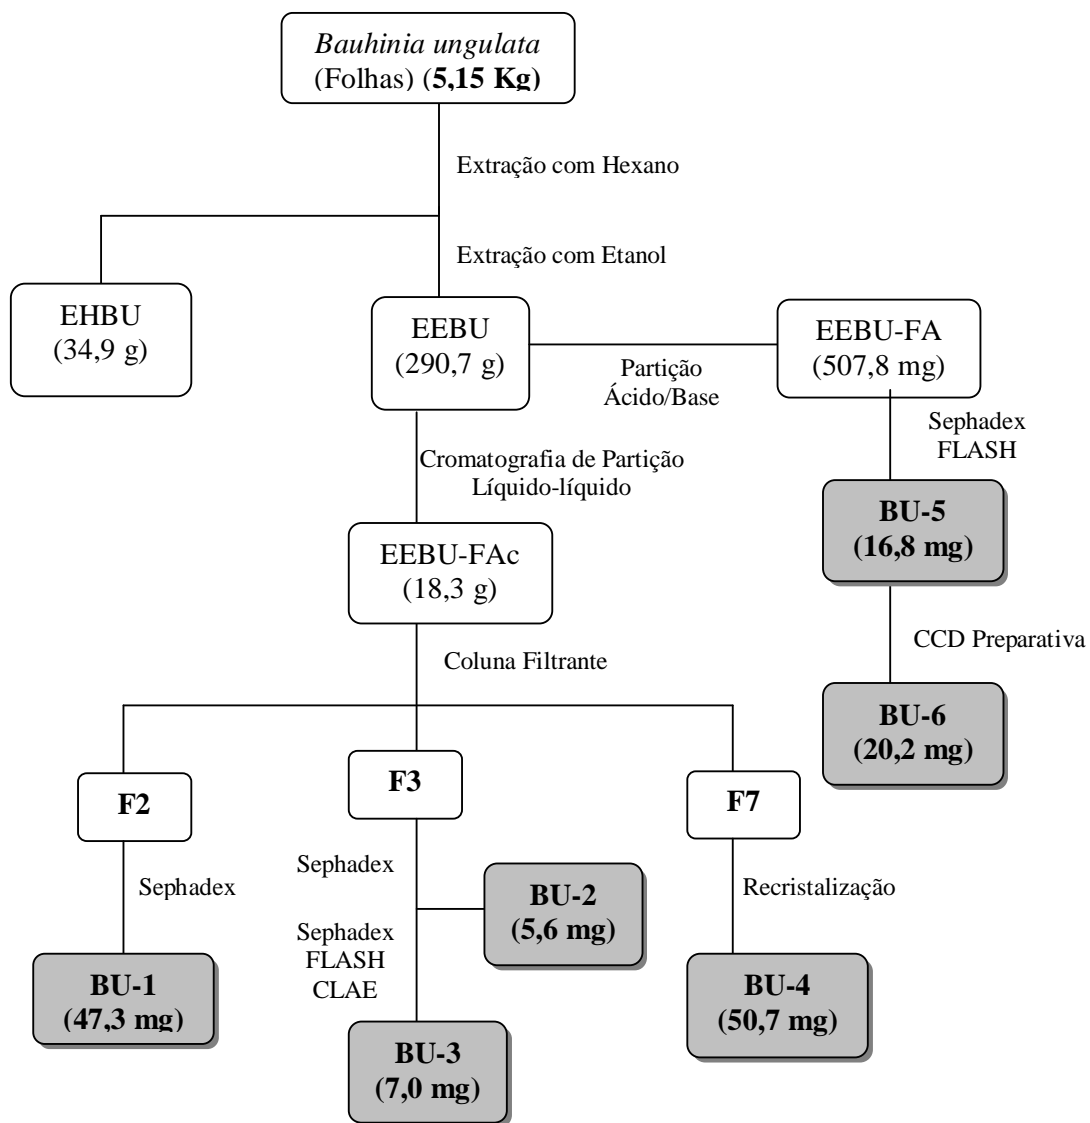 Bauhinia ungulata
(Folhas) (5,15 Kg)
Extração com Hexano
Extração com Etanol
EHBU
(34,9 g)
EEBU
(290,7 g)
Partição
Ácido/Base
EEBU-FA
(507,8 mg)
Sephadex
FLASH
Cromatografia de Partição
Líquido-líquido
BU-5
(16,8 mg)
EEBU-FAc
(18,3 g)
CCD Preparativa
Coluna Filtrante
BU-6
(20,2 mg)
F2
F3
F7
Sephadex
Sephadex
BU-2
(5,6 mg)
Recristalização
Sephadex
FLASH
CLAE
BU-1
(47,3 mg)
BU-3
(7,0 mg)
BU-4
(50,7 mg)